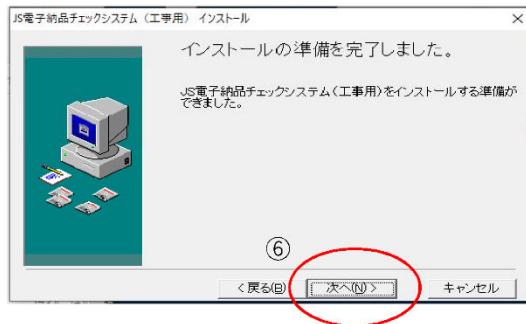 JS電子納品チェックシステム（工事用） インストール
インストールの準備を完了しました。
JS電子納品チェックシステム（工事用）をインストールする準備が
できました。
⑥
< 戻る(B) 次へ(N) > キャンセル